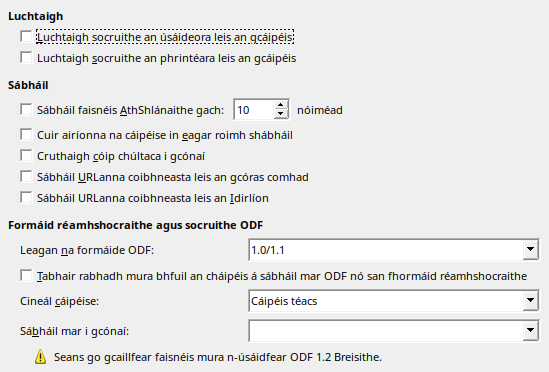 Luchtaigh
Luchtaigh socruithe an úsáideora leis an gcáipéis
Luchtaigh socruithe an phrintéara leis an gcáipéis
Sábháil
Sábháil faisnéis AthShlánaithe gach: 10 nóiméad
Cuir airíonna na cáipéise in eagar roimh shábháil
Cruthaigh cóip chúltaca i gcónaí
Sábháil URLanna coibhneasta leis an gcóras comhad
Sábháil URLanna coibhneasta leis an Idirlíon
Formáid réamhshocraithe agus socruithe ODF
Leagan na formáide ODF: 1.0/1.1
Tabhair rabhadh mura bhfuil an cháipéis á sábháil mar ODF nó san fhormáid réamhshocraithe
Cineál cáipéise: Cáipéis téacs
Sábháil mar i gcónaí:
Seans go gcaillfear faisnéis mura n-úsáidfear ODF 1.2 Breisithe.